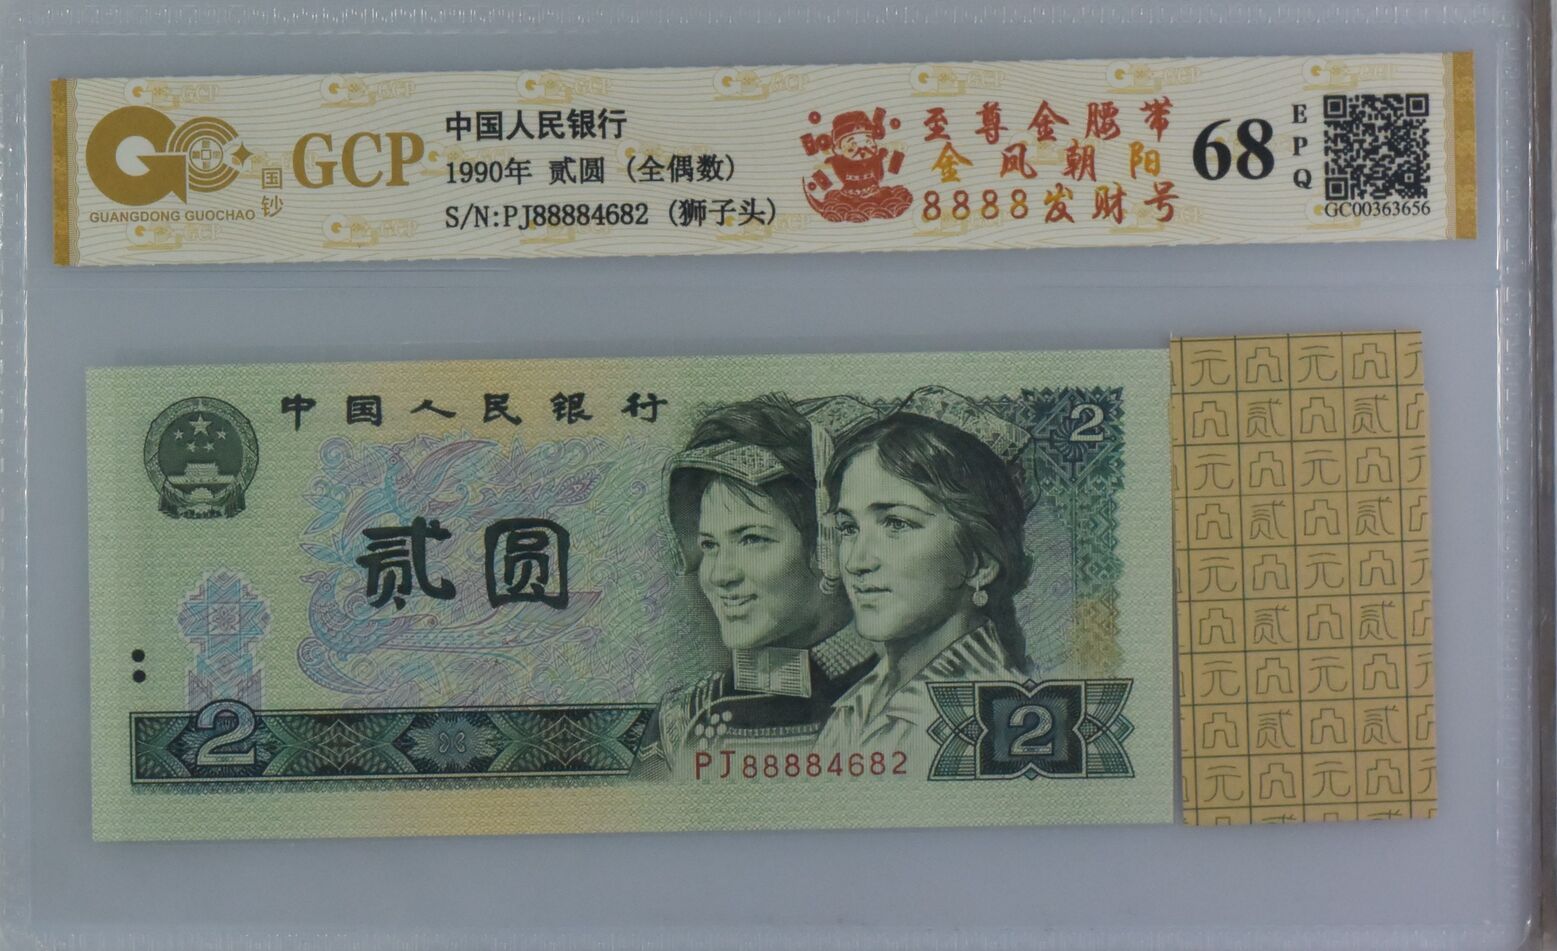 国钞
GCP
GUANGDONG GUOCHAO
中国人民银行
1990年 贰圆 (全偶数)
S/N:PJ88884682 (狮子头)
至尊金腰带
金凤朝阳
8888发财号
68
EPQ
GC00363656
中国人民银行
2
贰圆
2
PJ88884682
2